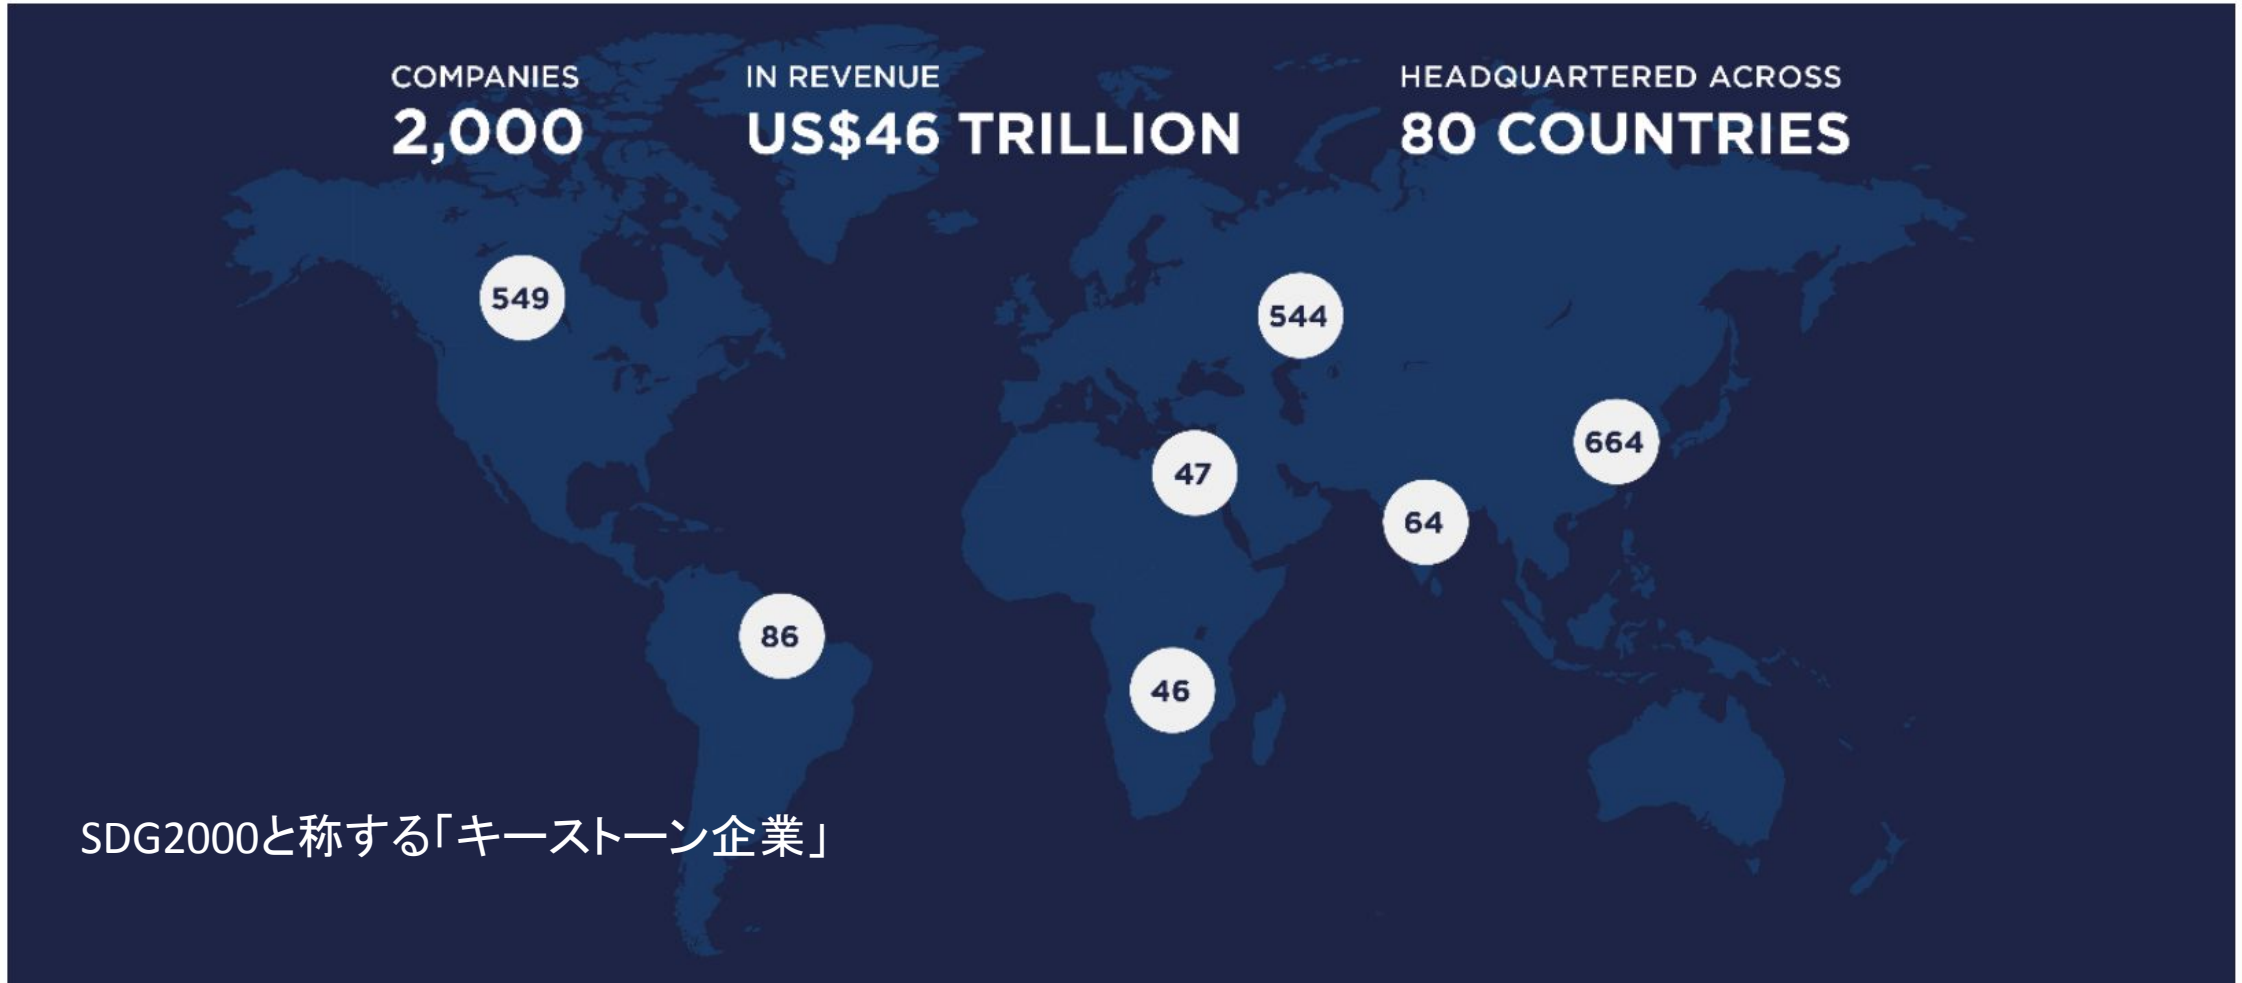 COMPANIES
2,000
IN REVENUE
US$46 TRILLION
HEADQUARTERED ACROSS
80 COUNTRIES
549
544
664
47
64
86
46
SDG2000と称する「キーストーン企業」